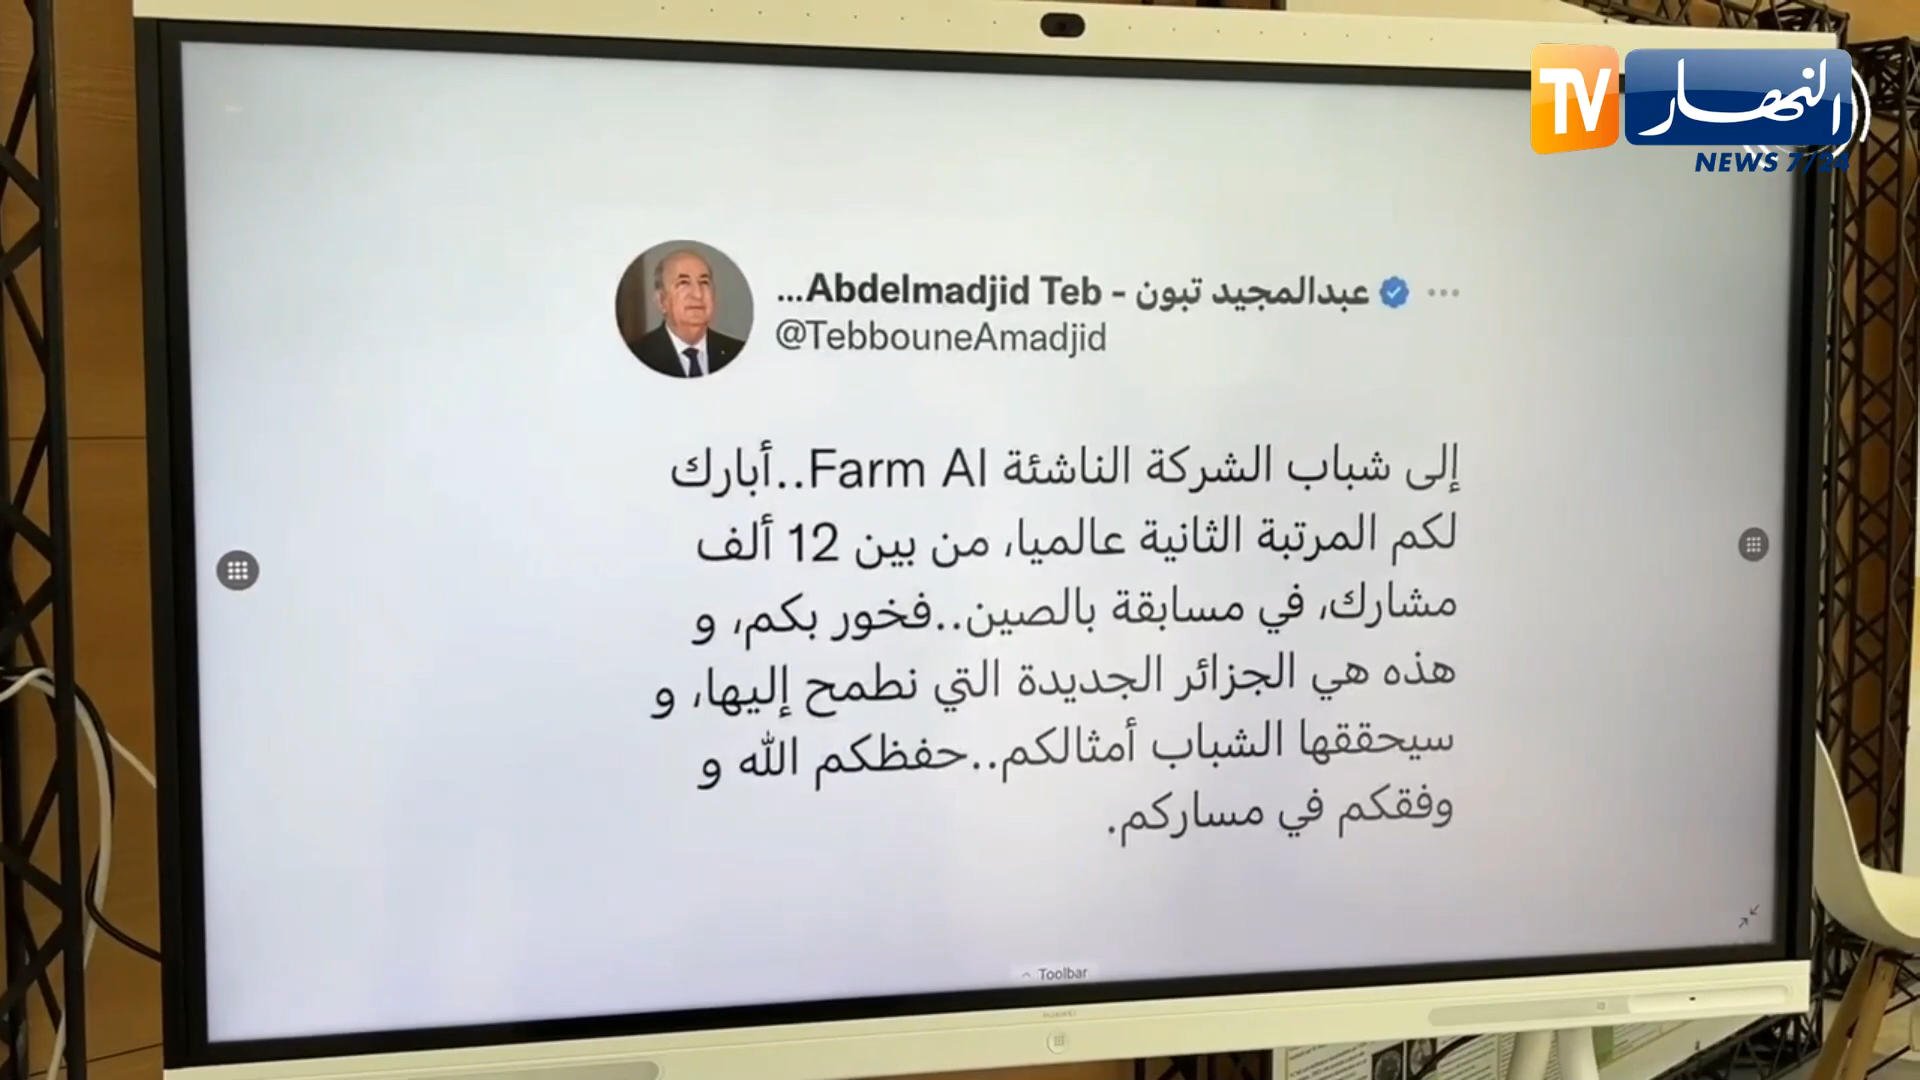 TV النهار
NEWS 7/24
عبدالمجيد تبون - Abdelmadjid Teb...
@TebbouneAmadjid
إلى شباب الشركة الناشئة Farm AI..أبارك
لكم المرتبة الثانية عالميا، من بين 12 ألف
مشارك، في مسابقة بالصين..فخور بكم، و
هذه هي الجزائر الجديدة التي نطمح إليها، و
سيحققها الشباب أمثالكم..حفظكم الله و
وفقكم في مساركم.
Toolbar
HUAWEI